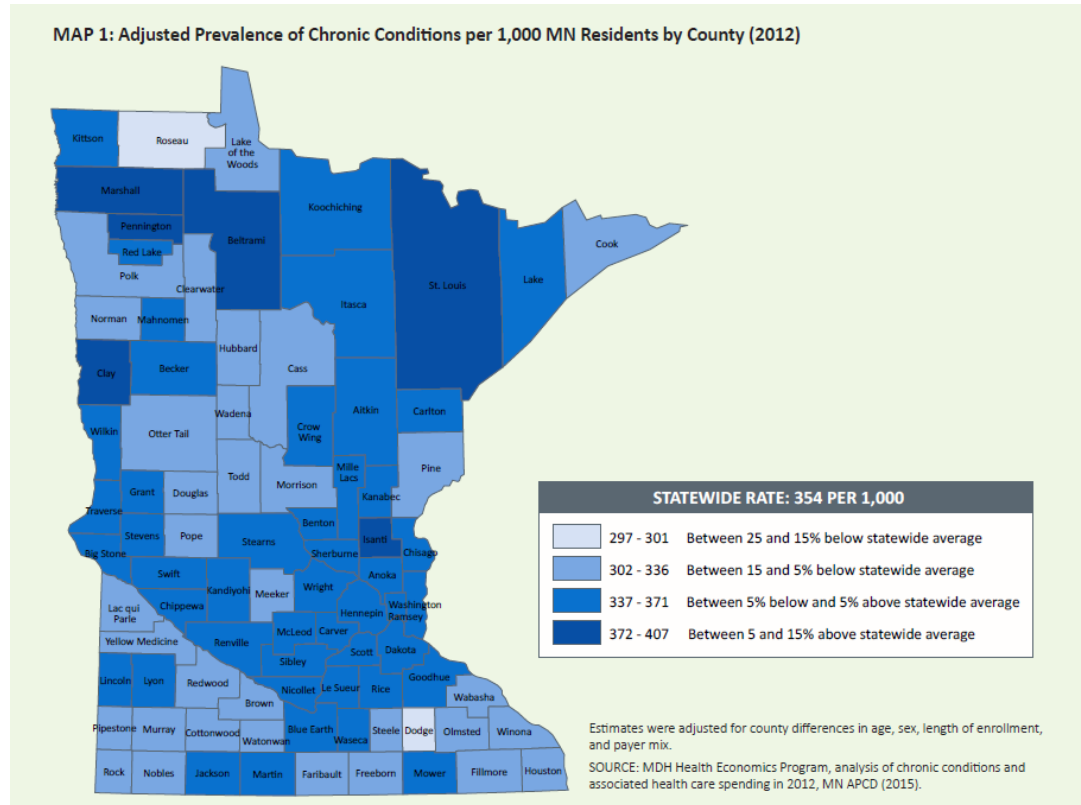 MAP 1: Adjusted Prevalence of Chronic Conditions per 1,000 MN Residents by County (2012)
Kittson
Roseau
Lake
of the
Woods
Marshall
Koochiching
Pennington
Beltrami
Red Lake
Polk
Clearwater
St. Louis
Lake
Cook
Itasca
Norman
Mahnomen
Hubbard
Cass
Clay
Becker
Wadena
Aitkin
Carlton
Crow
Wing
Wilkin
Otter Tail
Todd
Morrison
Mille
Lacs
Pine
Kanabec
Grant
Douglas
Traverse
Stevens
Pope
Stearns
Benton
Isanti
Sherburne
Chisago
Big Stone
Swift
Kandiyohi
Meeker
Wright
Anoka
Lac qui
Parle
Chippewa
Hennepin
Washington
Ramsey
Yellow Medicine
Renville
McLeod
Carver
Scott
Dakota
Sibley
Lincoln
Lyon
Redwood
Nicollet
Le Sueur
Rice
Goodhue
Wabasha
Brown
Pipestone
Murray
Cottonwood
Watonwan
Blue Earth
Waseca
Steele
Dodge
Olmsted
Winona
Rock
Nobles
Jackson
Martin
Faribault
Freeborn
Mower
Fillmore
Houston
STATEWIDE RATE: 354 PER 1,000
297 - 301 Between 25 and 15% below statewide average
302 - 336 Between 15 and 5% below statewide average
337 - 371 Between 5% below and 5% above statewide average
372 - 407 Between 5 and 15% above statewide average
Estimates were adjusted for county differences in age, sex, length of enrollment,
and payer mix.
SOURCE: MDH Health Economics Program, analysis of chronic conditions and
associated health care spending in 2012, MN APCD (2015).